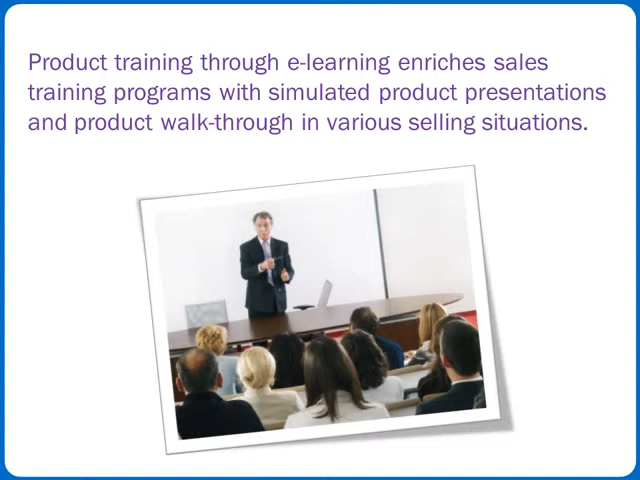 Product training through e-learning enriches sales
training programs with simulated product presentations
and product walk-through in various selling situations.